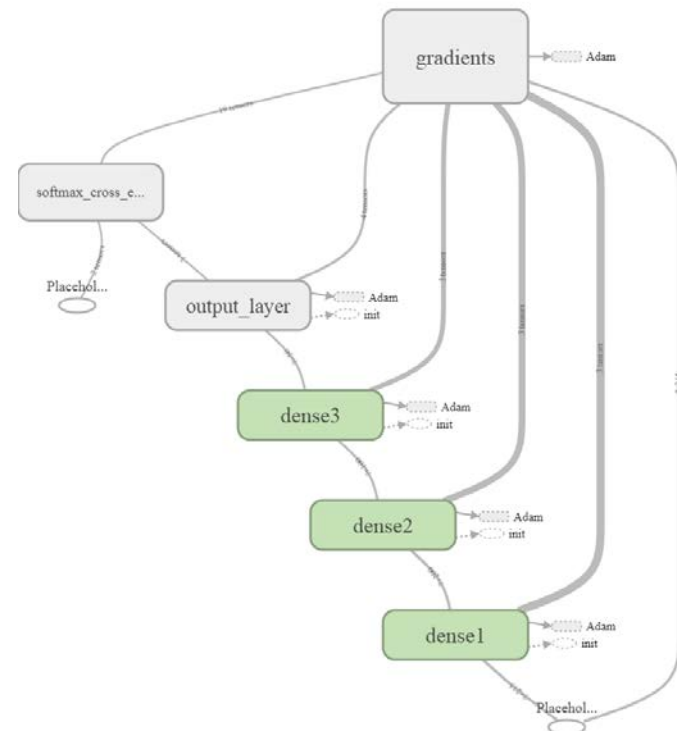 gradients
Adam
softmax_cross_e...
Placehol...
output_layer
Adam
init
dense3
Adam
init
dense2
Adam
init
dense1
Adam
init
Placehol...